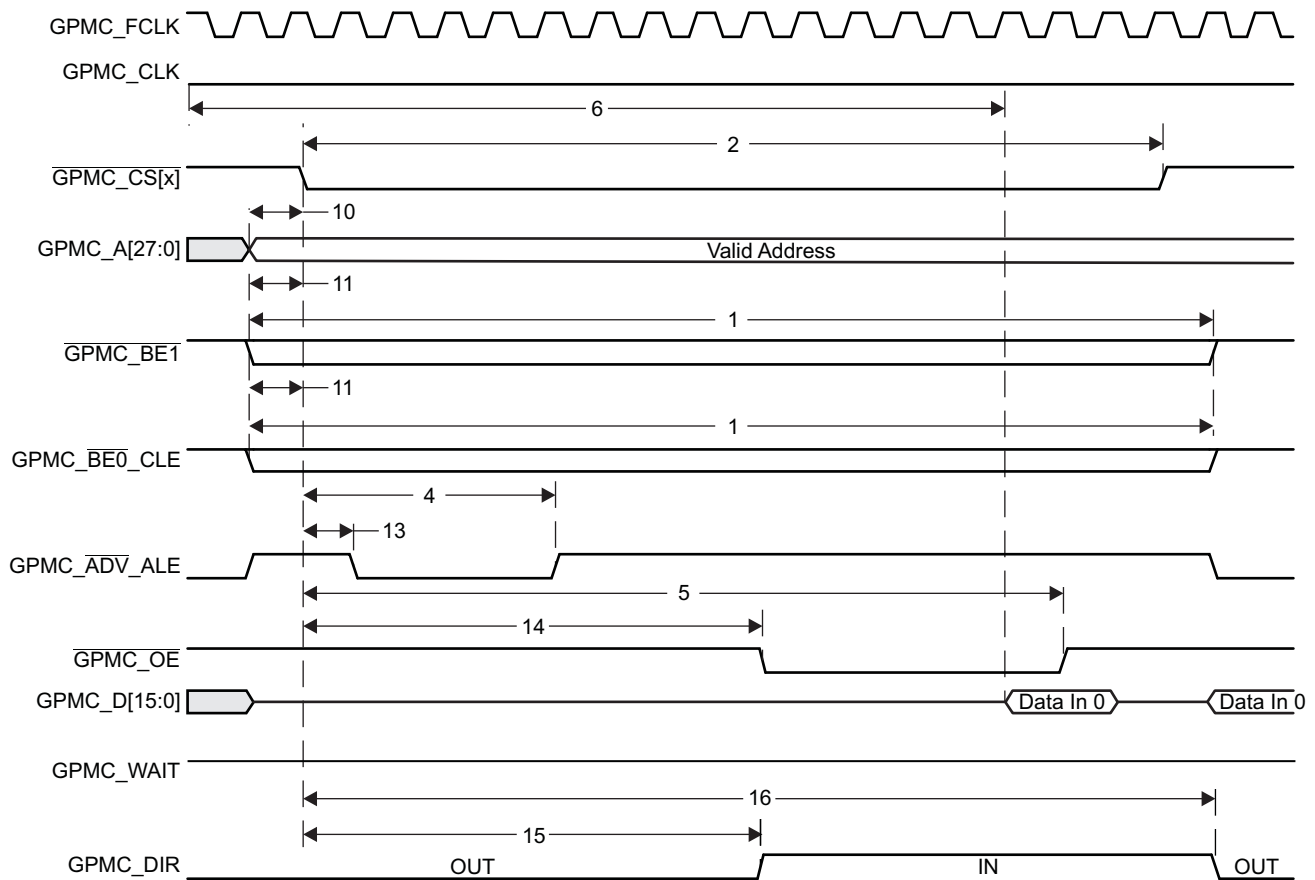 GPMC_FCLK
GPMC_CLK
6
2
GPMC_CS[x]
10
GPMC_A[27:0]
Valid Address
11
1
GPMC_BE1
11
1
GPMC_BE0_CLE
4
13
GPMC_ADV_ALE
5
14
GPMC_OE
GPMC_D[15:0]
Data In 0
Data In 0
GPMC_WAIT
16
15
GPMC_DIR
OUT
IN
OUT